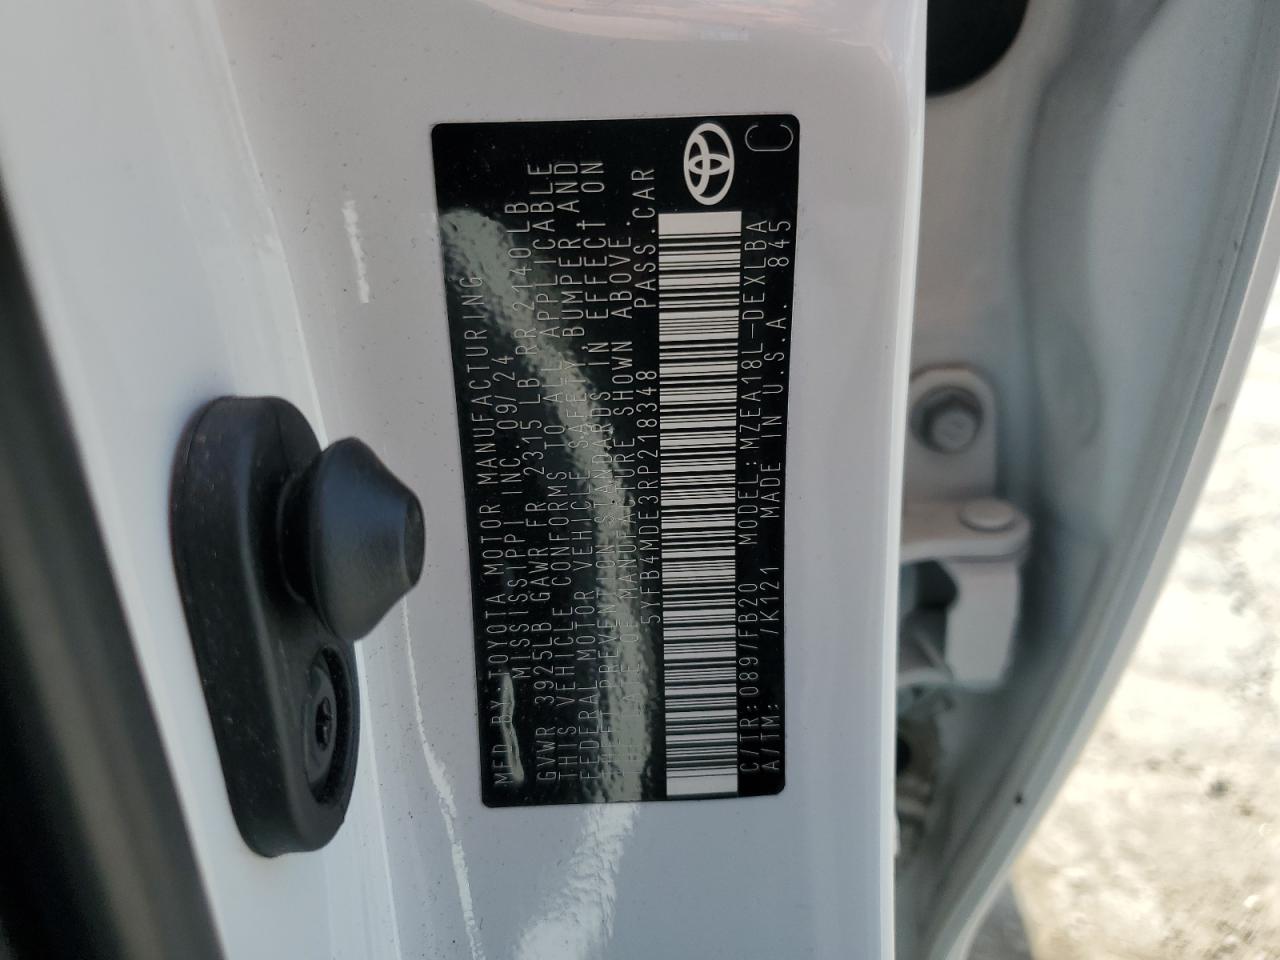 MFD BY: TOYOTA MOTOR MANUFACTURING
MISSISSIPPI INC. 09/24
GVWR 3925LB GAWR FR 2315 LB RR 2140 LB
THIS VEHICLE CONFORMS TO ALL APPLICABLE
FEDERAL MOTOR VEHICLE SAFETY, BUMPER, AND
THEFT PREVENTION STANDARDS IN EFFECT ON
THE DATE OF MANUFACTURE SHOWN ABOVE.
5YFB4MDE3RP218348 PASS.CAR
C/TR:089/FB20 MODEL:MZEA18L-DEXLBA
A/TM: /K121 MADE IN U.S.A. 845
C